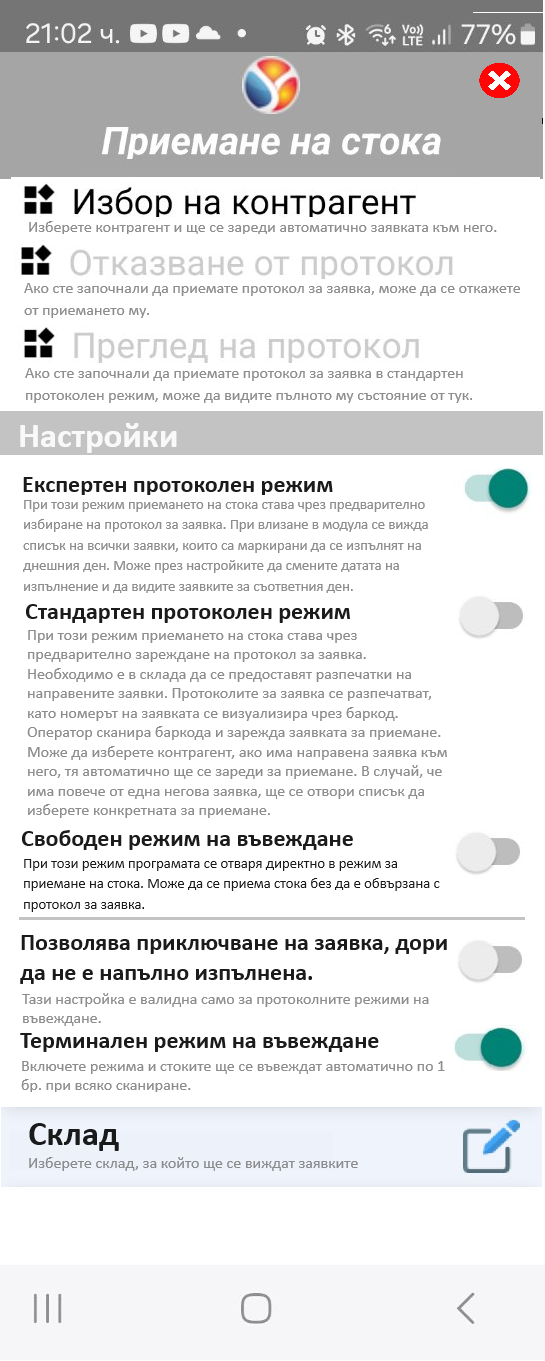 21:02 ч.
Vo))
LTE
6
77%
Приемане на стока
Избор на контрагент
Изберете контрагент и ще се зареди автоматично заявката към него.
Отказване от протокол
Ако сте започнали да приемате протокол за заявка, може да се откажете
от приемането му.
Преглед на протокол
Ако сте започнали да приемате протокол за заявка в стандартен
протоколен режим, може да видите пълното му състояние от тук.
Настройки
Експертен протоколен режим
При този режим приемането на стока става чрез предварително
избиране на протокол за заявка. При влизане в модула се вижда
списък на всички заявки, които са маркирани да се изпълнят на
днешния ден. Може през настройките да смените датата на
изпълнение и да видите заявките за съответния ден.
Стандартен протоколен режим
При този режим приемането на стока става чрез
предварително зареждане на протокол за заявка.
Необходимо е в склада да се предоставят разпечатки на
направените заявки. Протоколите за заявка се разпечатват,
като номерът на заявката се визуализира чрез баркод.
Оператор сканира баркода и зарежда заявката за приемане.
Може да изберете контрагент, ако има направена заявка към
него, тя автоматично ще се зареди за приемане. В случай, че
има повече от една негова заявка, ще се отвори списък да
изберете конкретната за приемане.
Свободен режим на въвеждане
При този режим програмата се отваря директно в режим за
приемане на стока. Може да се приема стока без да е обвързана с
протокол за заявка.
Позволява приключване на заявка, дори
да не е напълно изпълнена.
Тази настройка е валидна само за протоколните режими на
въвеждане.
Терминален режим на въвеждане
Включете режима и стоките ще се въвеждат автоматично по 1
бр. при всяко сканиране.
Склад
Изберете склад, за който ще се виждат заявките